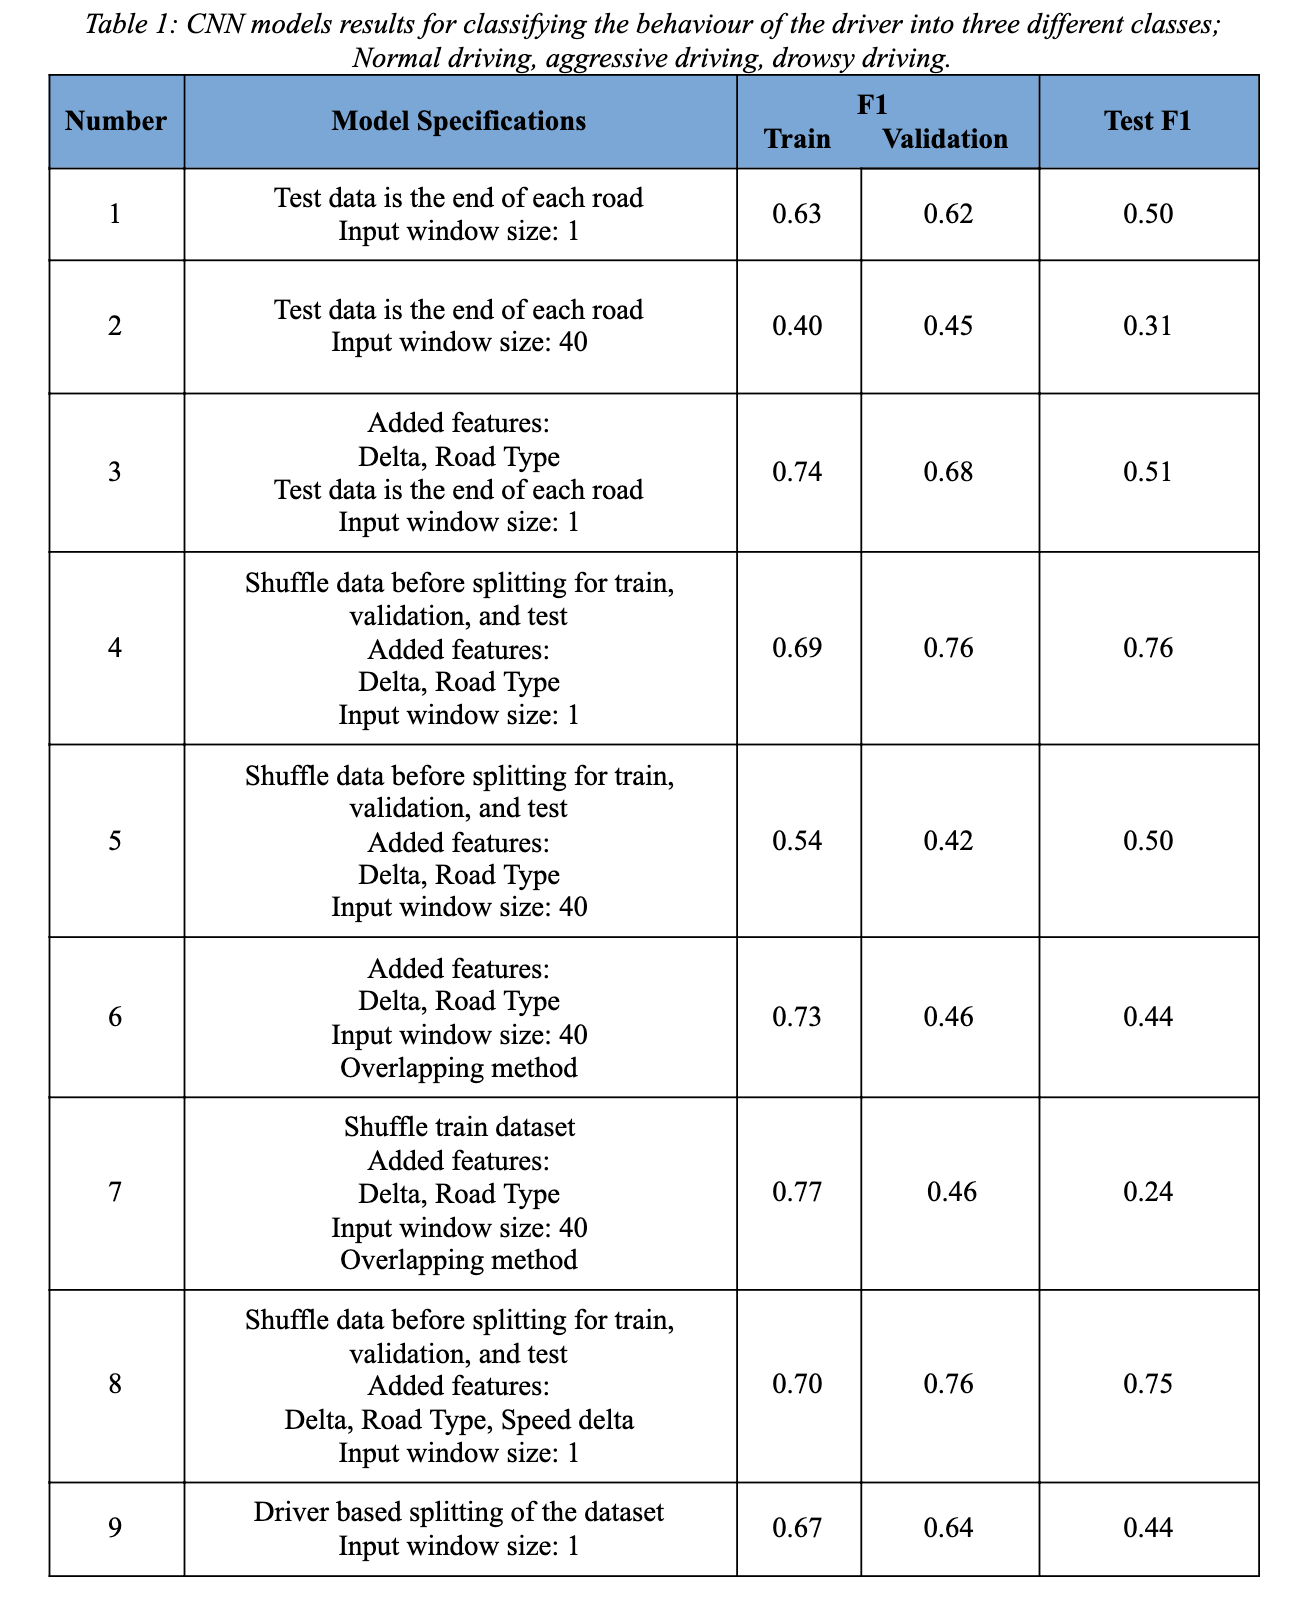 Table 1: CNN models results for classifying the behaviour of the driver into three different classes;
Normal driving, aggressive driving, drowsy driving.
Number
Model Specifications
F1
Train Validation
Test F1
1
Test data is the end of each road
Input window size: 1
0.63
0.62
0.50
2
Test data is the end of each road
Input window size: 40
0.40
0.45
0.31
3
Added features:
Delta, Road Type
Test data is the end of each road
Input window size: 1
0.74
0.68
0.51
4
Shuffle data before splitting for train,
validation, and test
Added features:
Delta, Road Type
Input window size: 1
0.69
0.76
0.76
5
Shuffle data before splitting for train,
validation, and test
Added features:
Delta, Road Type
Input window size: 40
0.54
0.42
0.50
6
Added features:
Delta, Road Type
Input window size: 40
Overlapping method
0.73
0.46
0.44
7
Shuffle train dataset
Added features:
Delta, Road Type
Input window size: 40
Overlapping method
0.77
0.46
0.24
8
Shuffle data before splitting for train,
validation, and test
Added features:
Delta, Road Type, Speed delta
Input window size: 1
0.70
0.76
0.75
9
Driver based splitting of the dataset
Input window size: 1
0.67
0.64
0.44